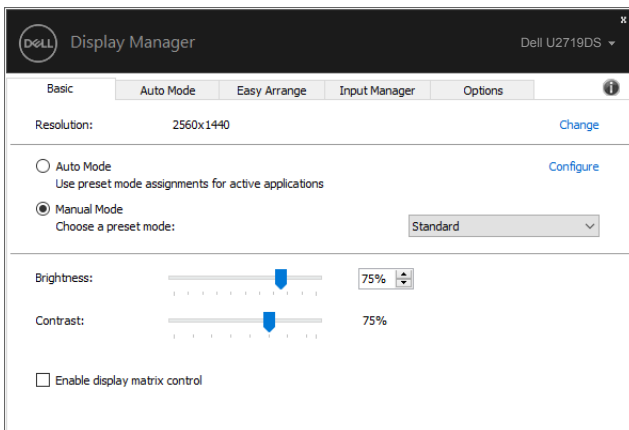 x
DELL Display Manager Dell U2719DS
Basic Auto Mode Easy Arrange Input Manager Options i
Resolution: 2560x1440 Change
Auto Mode Configure
Use preset mode assignments for active applications
Manual Mode
Choose a preset mode: Standard
Brightness: 75%
Contrast: 75%
Enable display matrix control